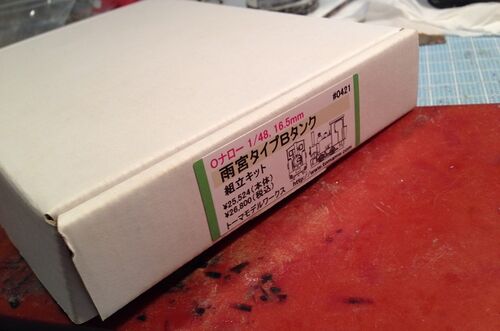 Oナロー 1/48, 16.5mm
#0421
雨宮タイプBタンク
組立キット
¥25,524(本体)
¥26,800(税込)
トーマモデルワークス